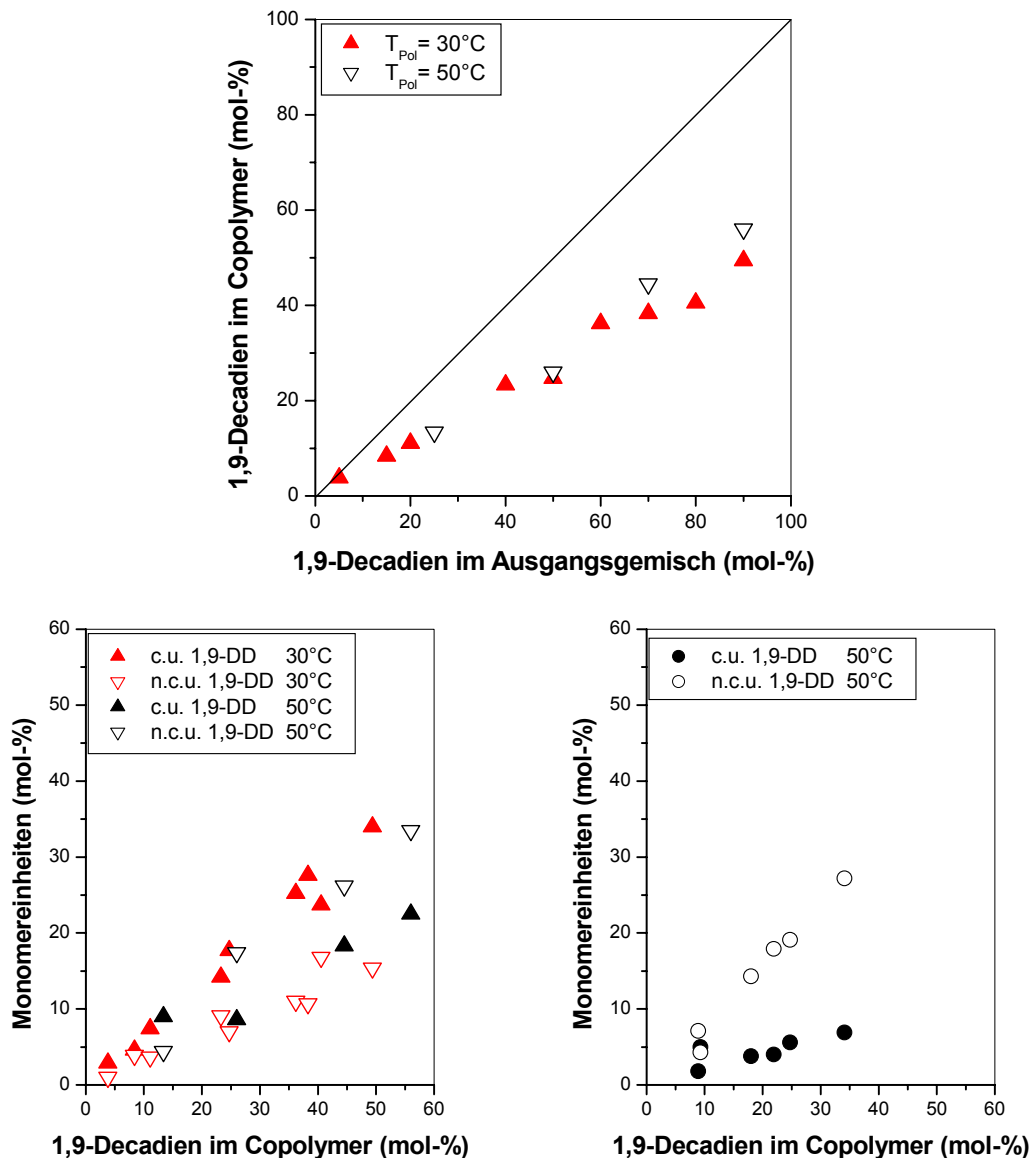 1,9-Decadien im Copolymer (mol-%)
100
80
60
40
20
0
T_Pol= 30°C
T_Pol= 50°C
0 20 40 60 80 100
1,9-Decadien im Ausgangsgemisch (mol-%)
Monomereinheiten (mol-%)
60
50
40
30
20
10
0
c.u. 1,9-DD 30°C
n.c.u. 1,9-DD 30°C
c.u. 1,9-DD 50°C
n.c.u. 1,9-DD 50°C
0 10 20 30 40 50 60
1,9-Decadien im Copolymer (mol-%)
Monomereinheiten (mol-%)
60
50
40
30
20
10
0
c.u. 1,9-DD 50°C
n.c.u. 1,9-DD 50°C
0 10 20 30 40 50 60
1,9-Decadien im Copolymer (mol-%)